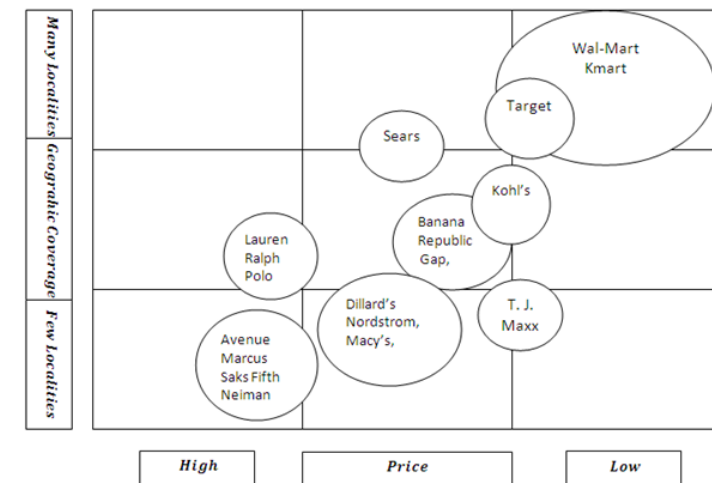 Many Localities
Geograhic Coverage
Few Localities
Wal-Mart
Kmart
Target
Sears
Kohl's
Banana
Republic
Gap,
Lauren
Ralph
Polo
Dillard's
Nordstrom,
Macy's,
T. J.
Maxx
Avenue
Marcus
Saks Fifth
Neiman
High
Price
Low